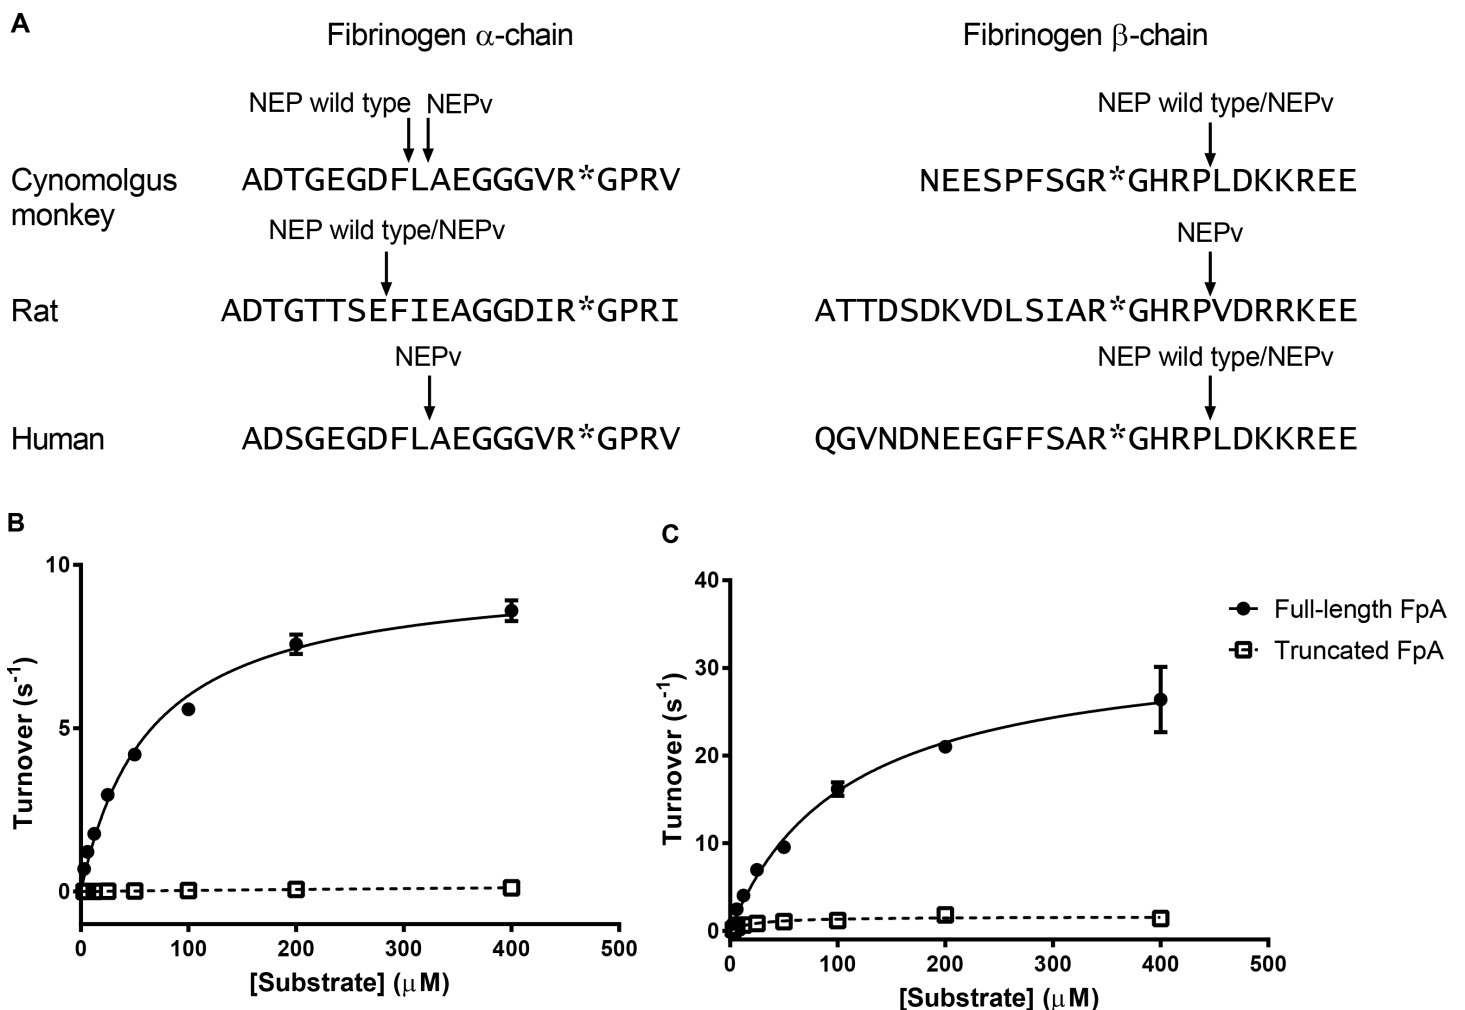 A
Fibrinogen α-chain
Fibrinogen β-chain
NEP wild type
NEPv
NEP wild type/NEPv
Cynomolgus
monkey
ADTGEGDFLAEGGGVR*GPRV
NEESPFSGR*GHRPLDKKREE
NEP wild type/NEPv
NEPv
Rat
ADTGTTSEFIEAGGDIR*GPRI
ATTDSDKVDLSIAR*GHRPVDRRKEE
NEPv
NEP wild type/NEPv
Human
ADSGEGDFLAEGGGVR*GPRV
QGVNDNEEGFFSAR*GHRPLDKKREE
B
10
5
0
Turnover (s-1)
0 100 200 300 400 500
[Substrate] (μM)
C
40
30
20
10
0
Turnover (s-1)
0 100 200 300 400 500
[Substrate] (μM)
Full-length FpA
Truncated FpA